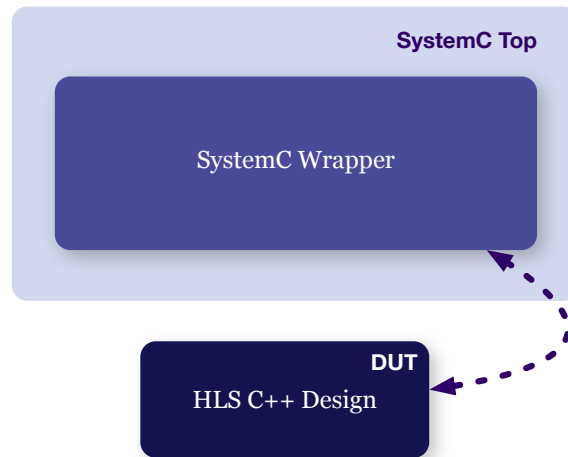 SystemC Top
SystemC Wrapper
DUT
HLS C++ Design